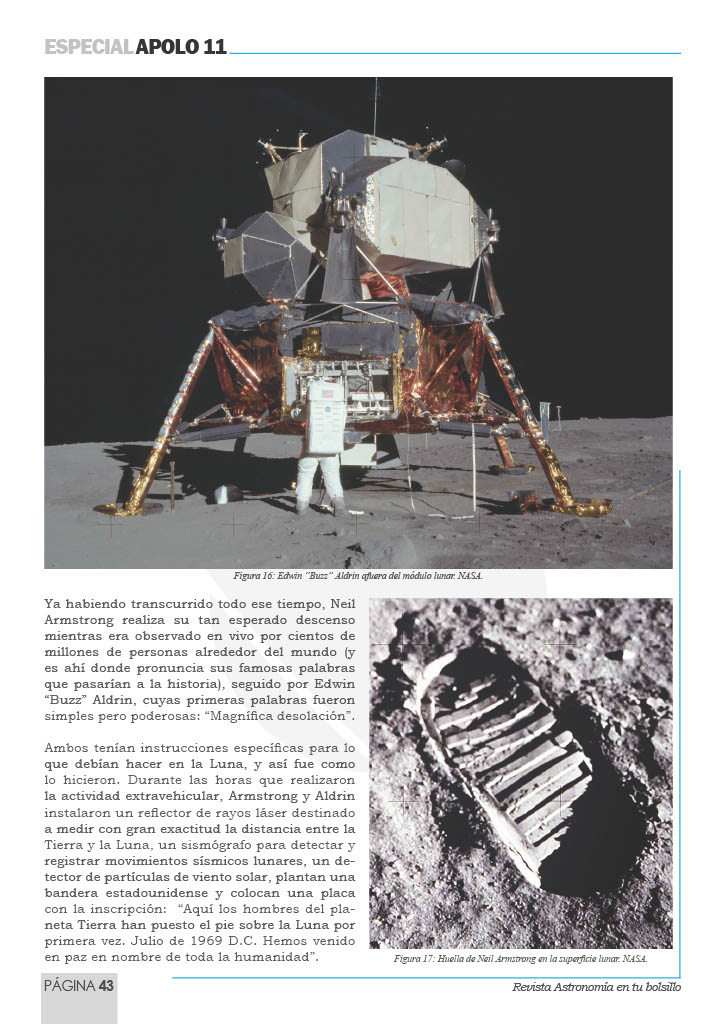 ESPECIAL APOLO 11
Figura 16: Edwin "Buzz" Aldrin afuera del módulo lunar. NASA.
Ya habiendo transcurrido todo ese tiempo, Neil
Armstrong realiza su tan esperado descenso
mientras era observado en vivo por cientos de
millones de personas alrededor del mundo (y
es ahí donde pronuncia sus famosas palabras
que pasarían a la historia), seguido por Edwin
“Buzz” Aldrin, cuyas primeras palabras fueron
simples pero poderosas: “Magnífica desolación”.
Ambos tenían instrucciones específicas para lo
que debían hacer en la Luna, y así fue como
lo hicieron. Durante las horas que realizaron
la actividad extravehicular, Armstrong y Aldrin
instalaron un reflector de rayos láser destinado
a medir con gran exactitud la distancia entre la
Tierra y la Luna, un sismógrafo para detectar y
registrar movimientos sísmicos lunares, un de-
tector de partículas de viento solar, plantan una
bandera estadounidense y colocan una placa
con la inscripción: “Aquí los hombres del pla-
neta Tierra han puesto el pie sobre la Luna por
primera vez. Julio de 1969 D.C. Hemos venido
en paz en nombre de toda la humanidad”.
Figura 17: Huella de Neil Armstrong en la superficie lunar. NASA.
PÁGINA 43
Revista Astronomía en tu bolsillo